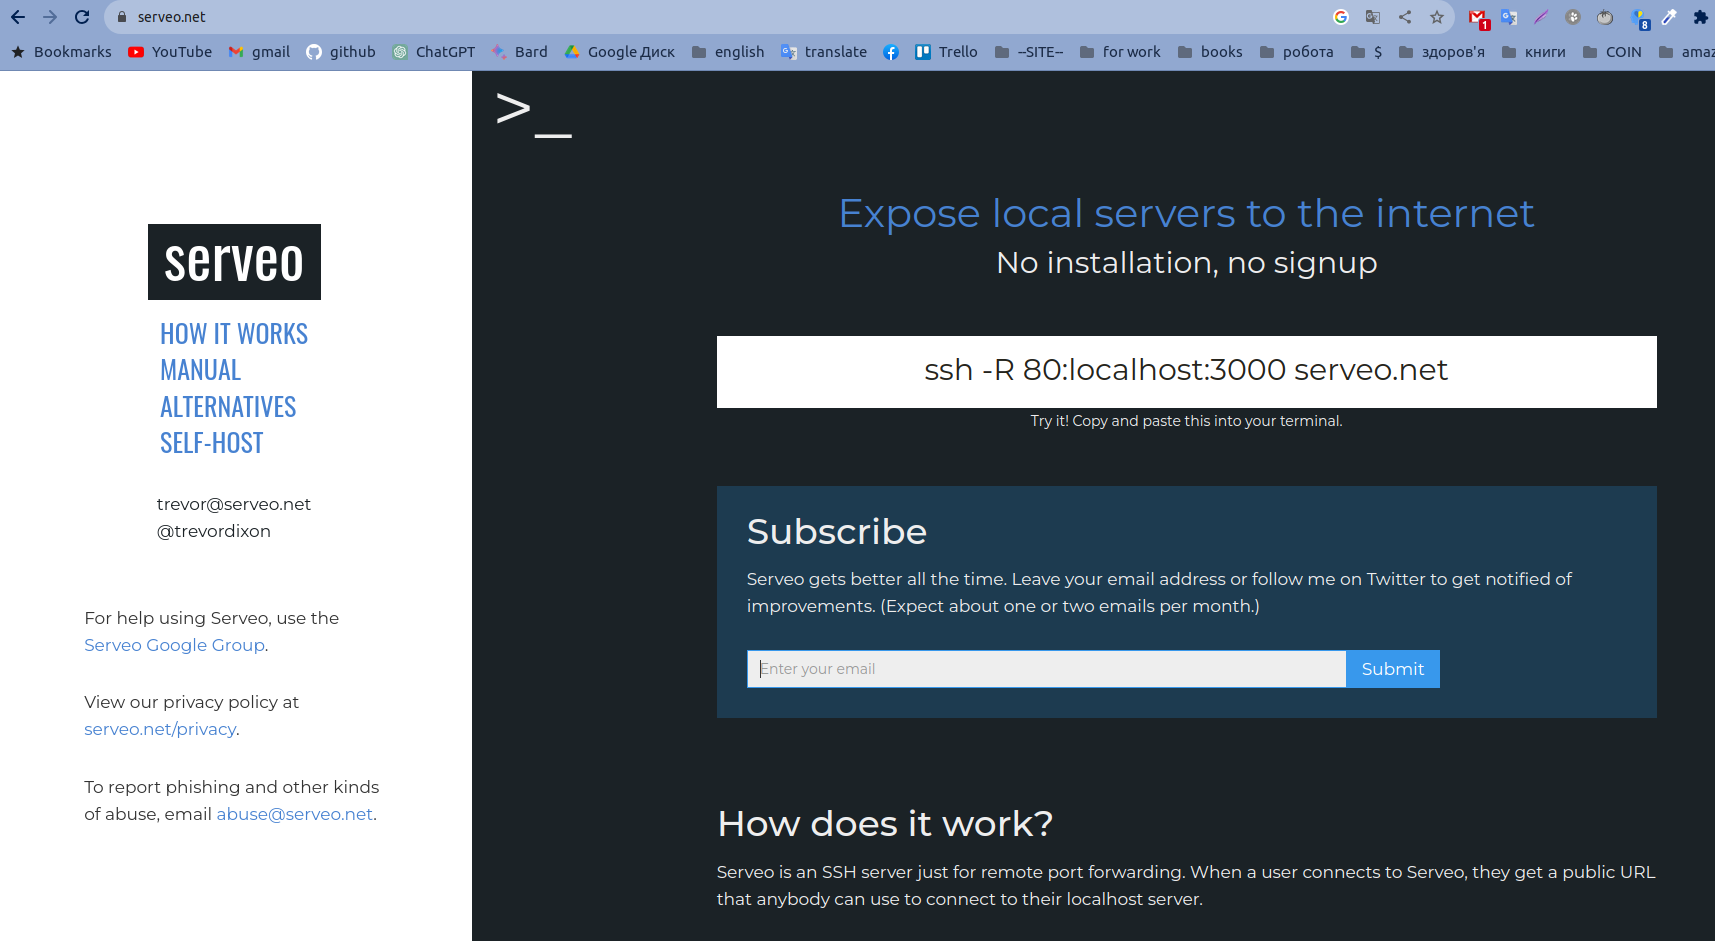 serveo.net
1
8
Bookmarks YouTube gmail github ChatGPT Bard Google Диск english translate Trello --SITE-- for work books робота $ здоров'я книги COIN amaz
>_
serveo
HOW IT WORKS
MANUAL
ALTERNATIVES
SELF-HOST
trevor@serveo.net
@trevordixon
For help using Serveo, use the
Serveo Google Group.
View our privacy policy at
serveo.net/privacy.
To report phishing and other kinds
of abuse, email abuse@serveo.net.
Expose local servers to the internet
No installation, no signup
ssh -R 80:localhost:3000 serveo.net
Try it! Copy and paste this into your terminal.
Subscribe
Serveo gets better all the time. Leave your email address or follow me on Twitter to get notified of
improvements. (Expect about one or two emails per month.)
Enter your email
Submit
How does it work?
Serveo is an SSH server just for remote port forwarding. When a user connects to Serveo, they get a public URL
that anybody can use to connect to their localhost server.